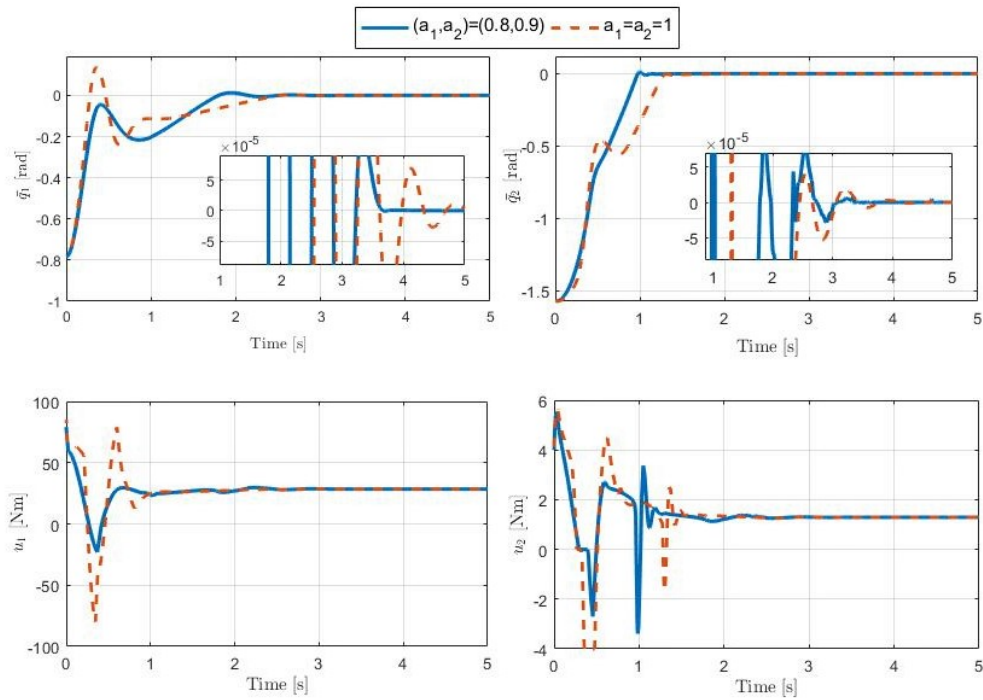 (a1,a2)=(0.8,0.9) a1=a2=1
q̄1 [rad]
0
-0.2
-0.4
-0.6
-0.8
-1
0 1 2 3 4 5
Time [s]
×10-5
5
0
-5
1 2 3 4 5
q̄2 [rad]
0
-0.5
-1
-1.5
0 1 2 3 4 5
Time [s]
×10-5
5
0
-5
1 2 3 4 5
u1 [Nm]
100
50
0
-50
-100
0 1 2 3 4 5
Time [s]
u2 [Nm]
6
4
2
0
-2
-4
0 1 2 3 4 5
Time [s]